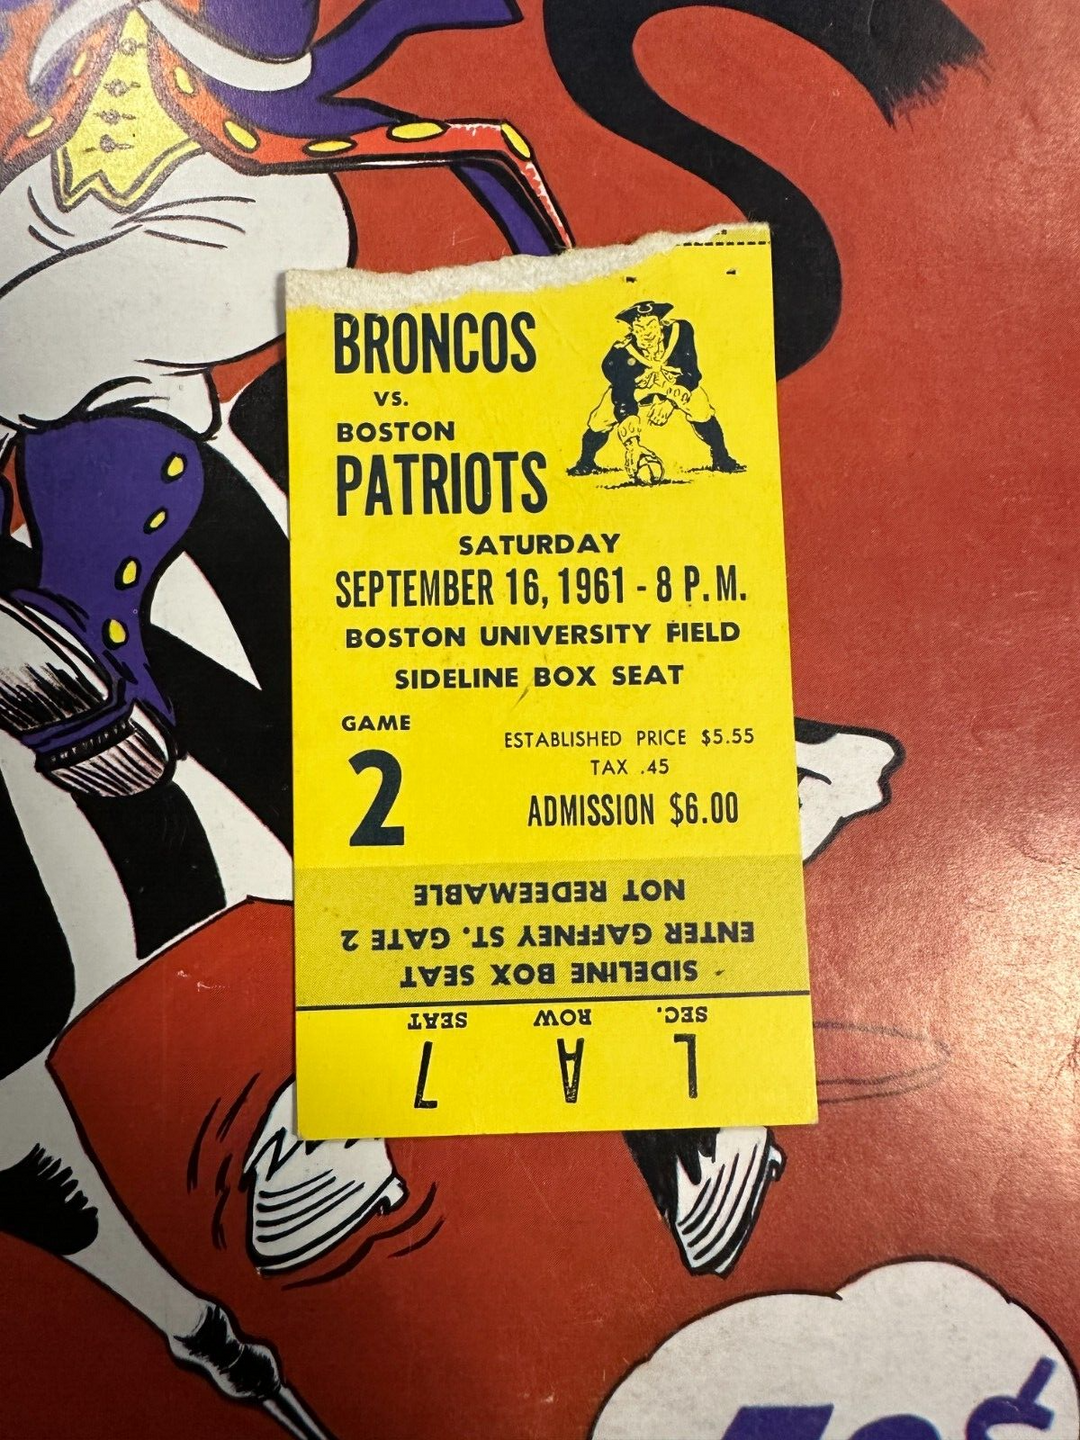 BRONCOS
VS.
BOSTON
PATRIOTS
SATURDAY
SEPTEMBER 16, 1961 - 8 P.M.
BOSTON UNIVERSITY FIELD
SIDELINE BOX SEAT
GAME
2
ESTABLISHED PRICE $5.55
TAX .45
ADMISSION $6.00
SEC. ROW SEAT
L A 7
SIDELINE BOX SEAT
ENTER GAFFNEY ST. GATE 2
NOT REDEEMABLE